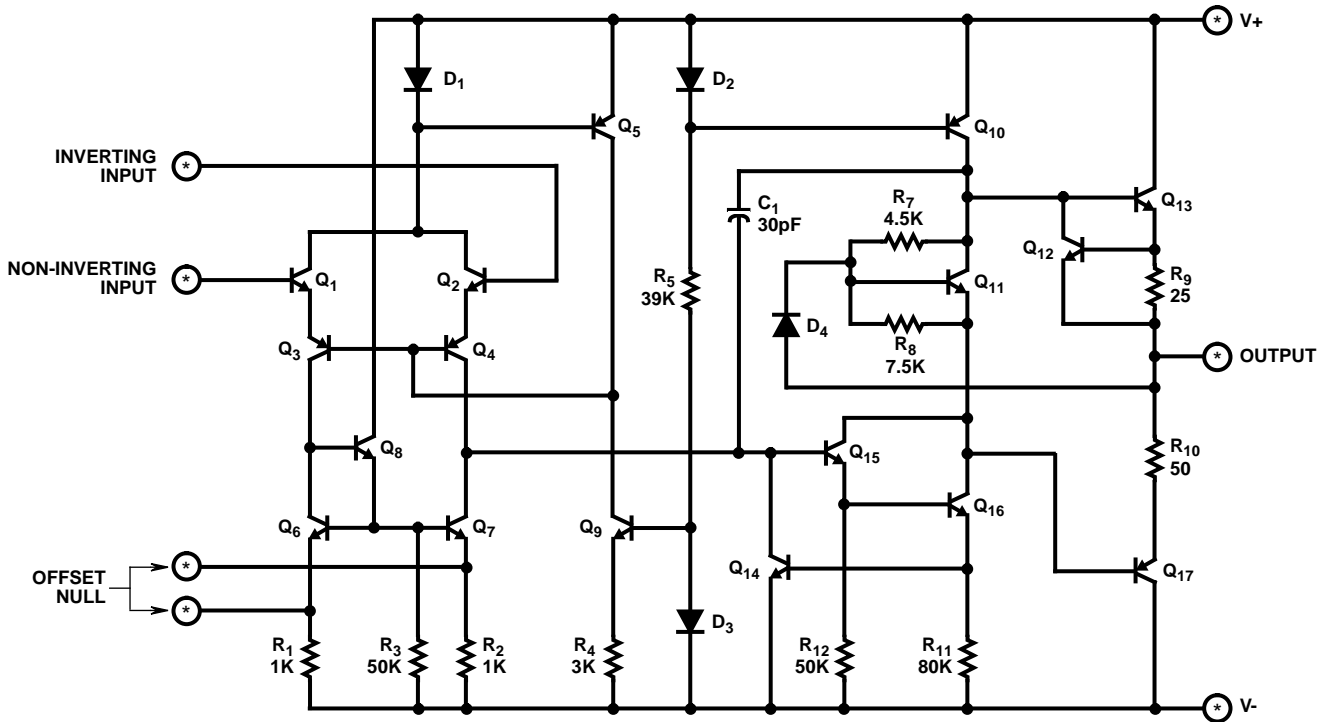 V+
D1
D2
Q5
Q10
INVERTING
INPUT
*
C1
30pF
R7
4.5K
Q13
Q12
NON-INVERTING
INPUT
*
Q1
Q2
R5
39K
Q11
R9
25
D4
R8
7.5K
Q3
Q4
* OUTPUT
Q8
Q15
R10
50
Q6
Q7
Q9
Q16
Q14
Q17
OFFSET
NULL
*
*
R1
1K
R3
50K
R2
1K
R4
3K
D3
R12
50K
R11
80K
* V-
*